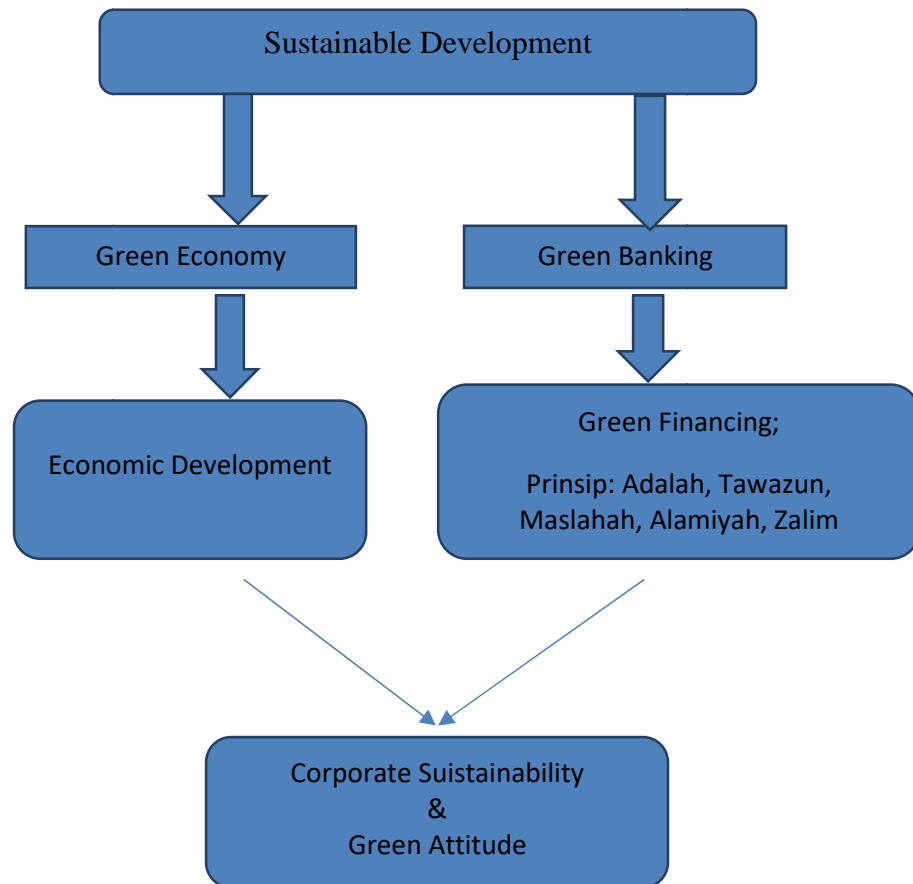 Sustainable Development
Green Economy
Green Banking
Economic Development
Green Financing;
Prinsip: Adalah, Tawazun,
Maslahah, Alamiyah, Zalim
Corporate Suistainability
&
Green Attitude